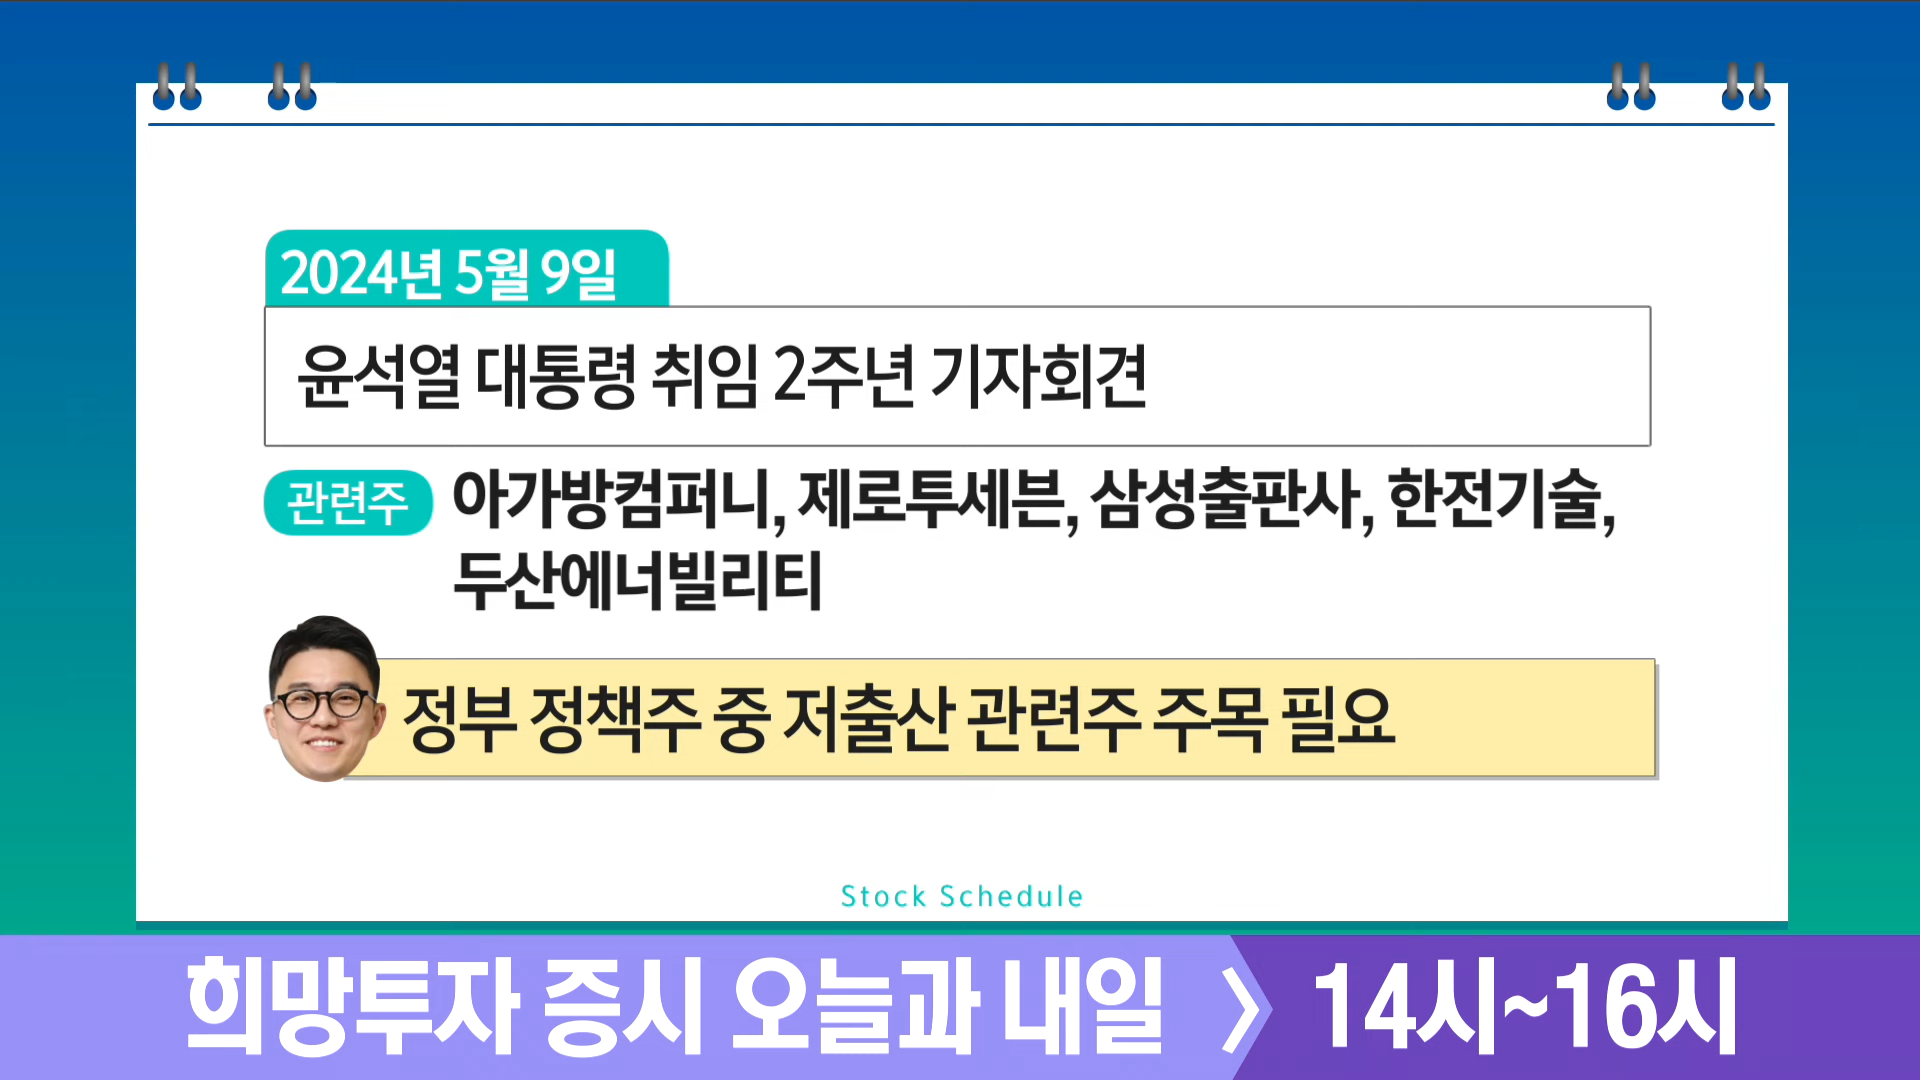 2024년 5월 9일
윤석열 대통령 취임 2주년 기자회견
관련주 아가방컴퍼니, 제로투세븐, 삼성출판사, 한전기술,
두산에너빌리티
정부 정책주 중 저출산 관련주 주목 필요
Stock Schedule
희망투자 증시 오늘과 내일 > 14시~16시